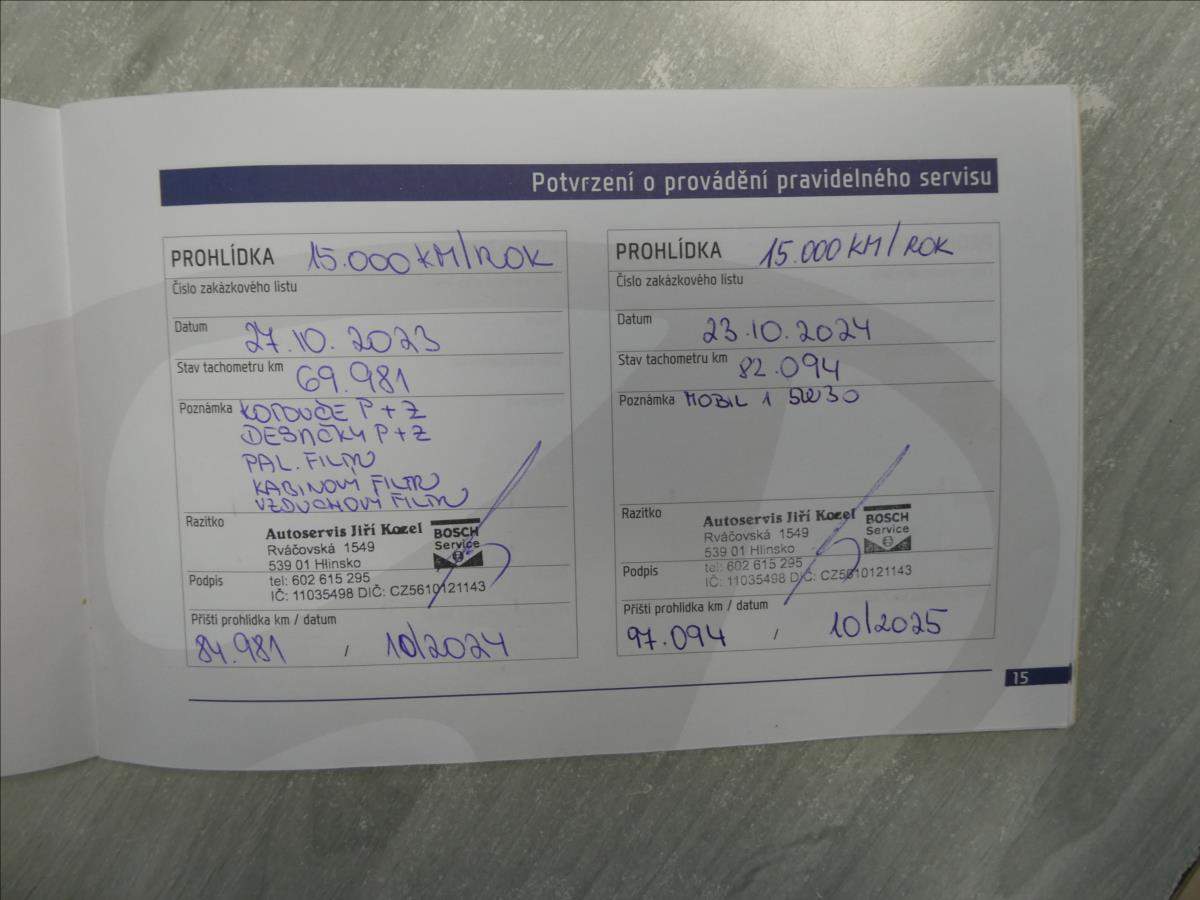 Potvrzení o provádění pravidelného servisu
PROHLÍDKA 15.000 KM/ROK
Číslo zakázkového listu
Datum 27.10.2023
Stav tachometru km 69.981
Poznámka KOTOUČE P+Z
DESTIČKY P+Z
PAL. FILTR
KABINOVÝ FILTR
VZDUCHOVÝ FILTR
Razítko
Autoservis Jiří Kozel
Rváčovská 1549
539 01 Hlinsko
BOSCH
Service
Podpis
tel: 602 615 295
IČ: 11035498 DIČ: CZ5610121143
Příští prohlídka km / datum
84.981 / 10/2024
PROHLÍDKA 15.000 KM/ROK
Číslo zakázkového listu
Datum 23.10.2024
Stav tachometru km 82.094
Poznámka MOBIL 1 5W30
Razítko
Autoservis Jiří Kozel
Rváčovská 1549
539 01 Hlinsko
BOSCH
Service
Podpis
tel: 602 615 295
IČ: 11035498 DIČ: CZ5610121143
Příští prohlídka km / datum
97.094 / 10/2025
15